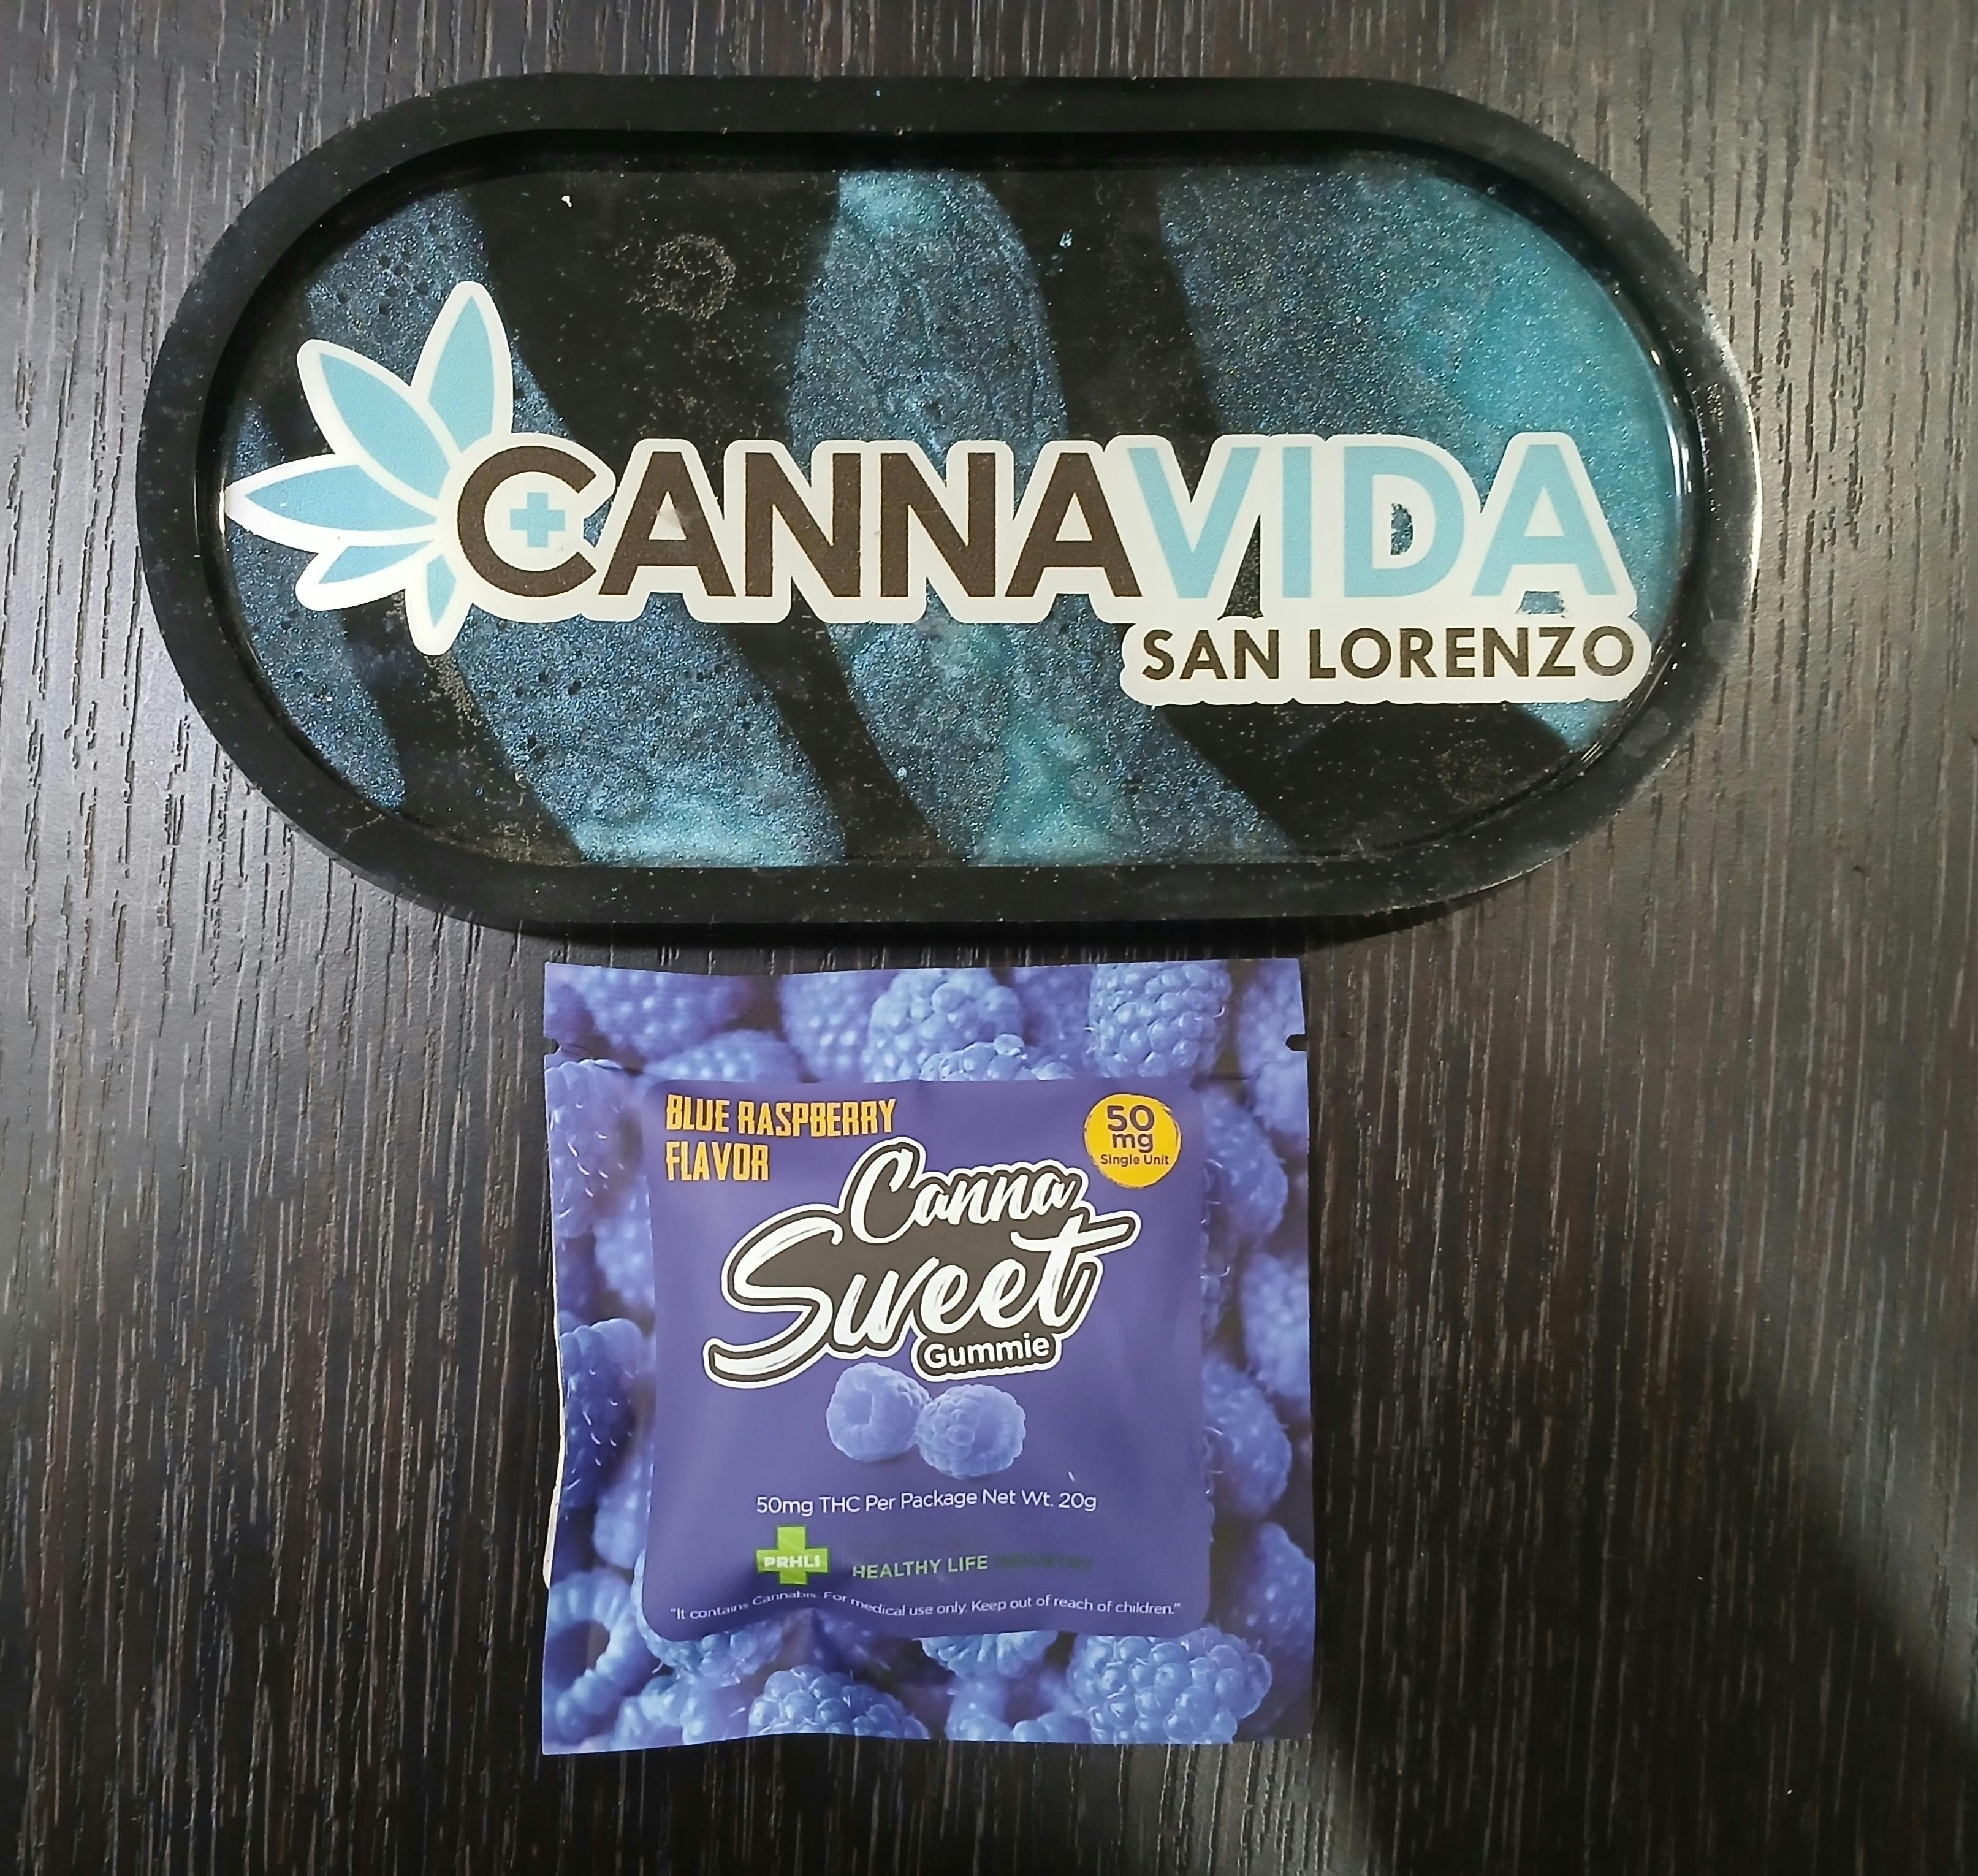 CANNAVIDA
SAN LORENZO
BLUE RASPBERRY
FLAVOR
50
mg
Single Unit
Canna
Sweet
Gummie
50mg THC Per Package Net Wt. 20g
PRHLI
HEALTHY LIFE INDUSTRY
"It contains Cannabis. For medical use only. Keep out of reach of children."